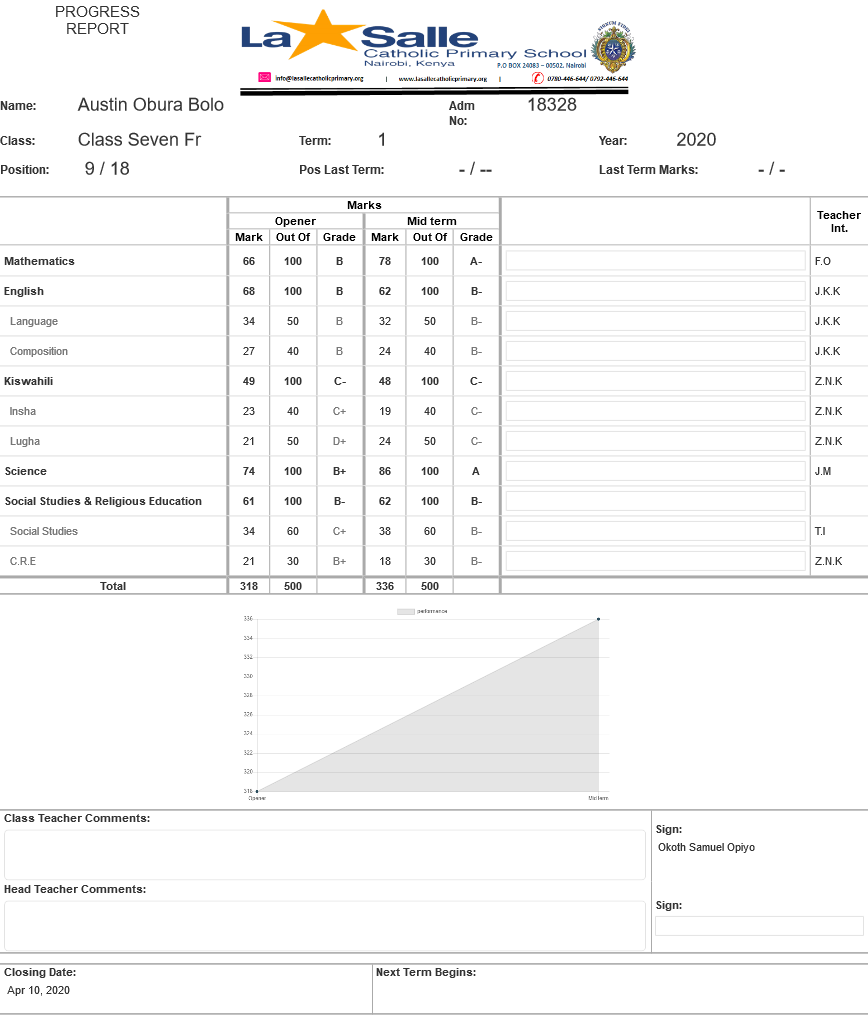 PROGRESS
REPORT
La Salle
Catholic Primary School
Nairobi, Kenya
P.O BOX 24083 – 00502, Nairobi
info@lasallecatholicprimary.org | www.lasallecatholicprimary.org | 0780-446-644/ 0792-446-644
Name: Austin Obura Bolo Adm No: 18328
Class: Class Seven Fr Term: 1 Year: 2020
Position: 9 / 18 Pos Last Term: - / -- Last Term Marks: - / -
Marks
Opener Mid term Teacher Int.
Mark Out Of Grade Mark Out Of Grade
Mathematics 66 100 B 78 100 A- F.O
English 68 100 B 62 100 B- J.K.K
Language 34 50 B 32 50 B- J.K.K
Composition 27 40 B 24 40 B- J.K.K
Kiswahili 49 100 C- 48 100 C- Z.N.K
Insha 23 40 C+ 19 40 C- Z.N.K
Lugha 21 50 D+ 24 50 C- Z.N.K
Science 74 100 B+ 86 100 A J.M
Social Studies & Religious Education 61 100 B- 62 100 B-
Social Studies 34 60 C+ 38 60 B- T.I
C.R.E 21 30 B+ 18 30 B- Z.N.K
Total 318 500 336 500
performance
336
334
332
330
328
326
324
322
320
318
Opener Mid term
Class Teacher Comments:
Sign:
Okoth Samuel Opiyo
Head Teacher Comments:
Sign:
Closing Date: Next Term Begins:
Apr 10, 2020